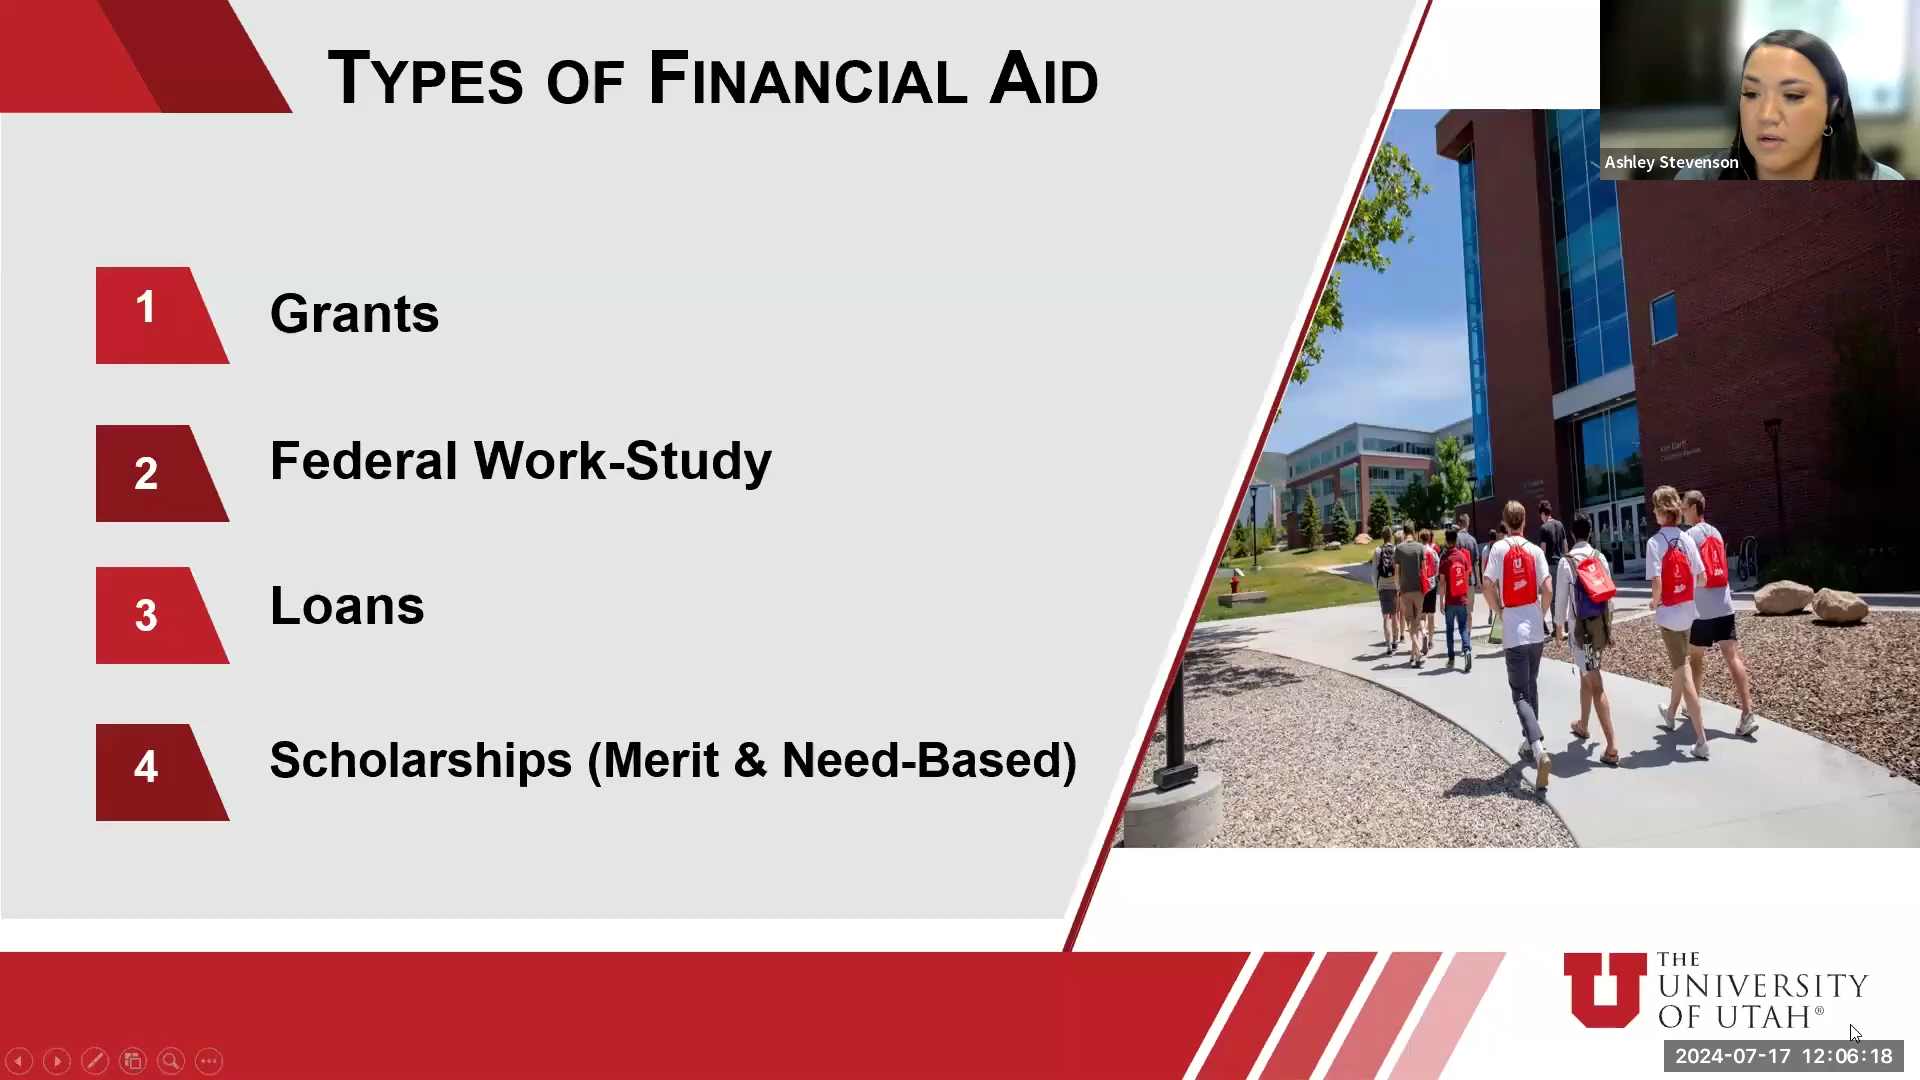 TYPES OF FINANCIAL AID
Ashley Stevenson
1
Grants
2
Federal Work-Study
3
Loans
4
Scholarships (Merit & Need-Based)
THE
UNIVERSITY
OF UTAH®
2024-07-17 12:06:18